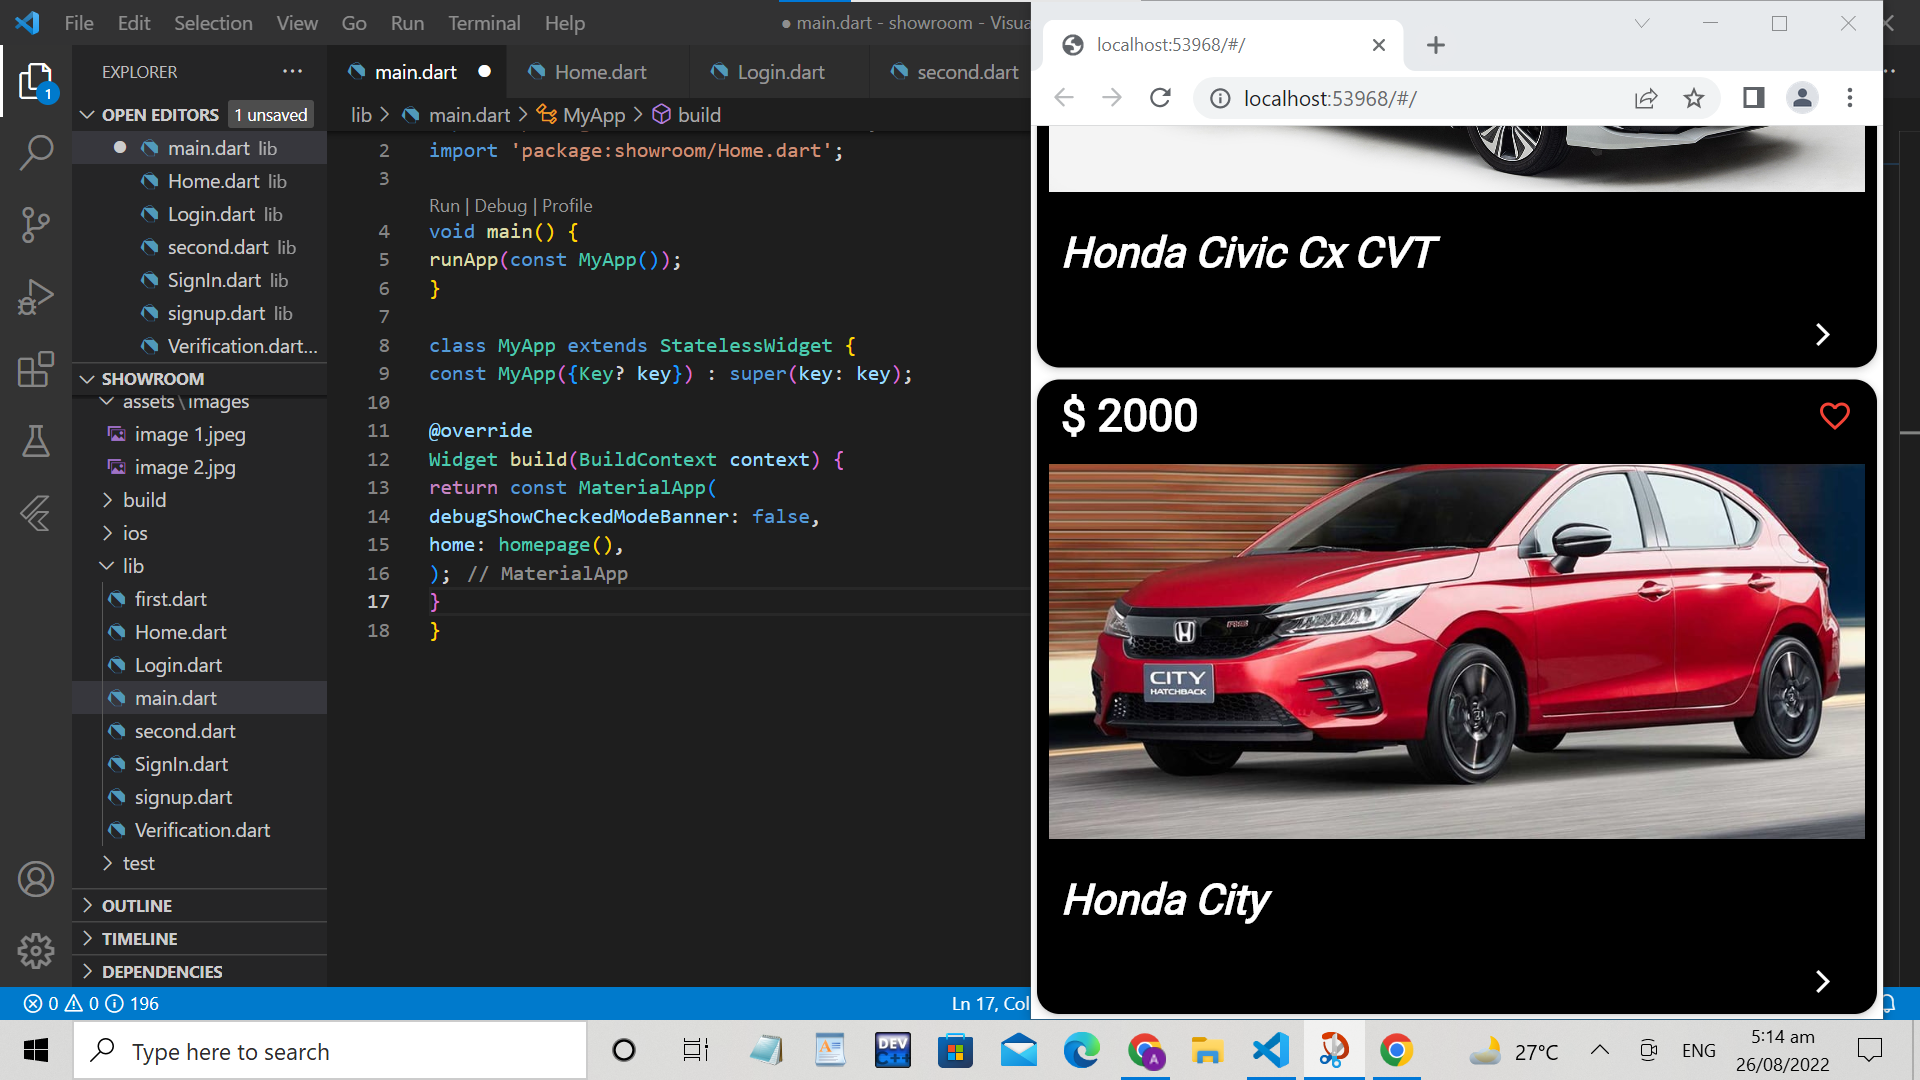 File Edit Selection View Go Run Terminal Help
● main.dart - showroom - Visua
EXPLORER ···
main.dart ●
Home.dart
Login.dart
second.dart
lib > main.dart > MyApp > build
1
OPEN EDITORS 1 unsaved
main.dart lib
Home.dart lib
Login.dart lib
second.dart lib
SignIn.dart lib
signup.dart lib
Verification.dart...
SHOWROOM
assets\images
image 1.jpeg
image 2.jpg
build
ios
lib
first.dart
Home.dart
Login.dart
main.dart
second.dart
SignIn.dart
signup.dart
Verification.dart
test
OUTLINE
TIMELINE
DEPENDENCIES
2 import 'package:showroom/Home.dart';
3
Run | Debug | Profile
4 void main() {
5 runApp(const MyApp());
6 }
7
8 class MyApp extends StatelessWidget {
9 const MyApp({Key? key}) : super(key: key);
10
11 @override
12 Widget build(BuildContext context) {
13 return const MaterialApp(
14 debugShowCheckedModeBanner: false,
15 home: homepage(),
16 ); // MaterialApp
17 }
18 }
0 0 196
Ln 17, Col
localhost:53968/#/
localhost:53968/#/
Honda Civic Cx CVT
$ 2000
RS
CITY
HATCHBACK
Honda City
Type here to search
DEV
C++
A
27°C
ENG
5:14 am
26/08/2022